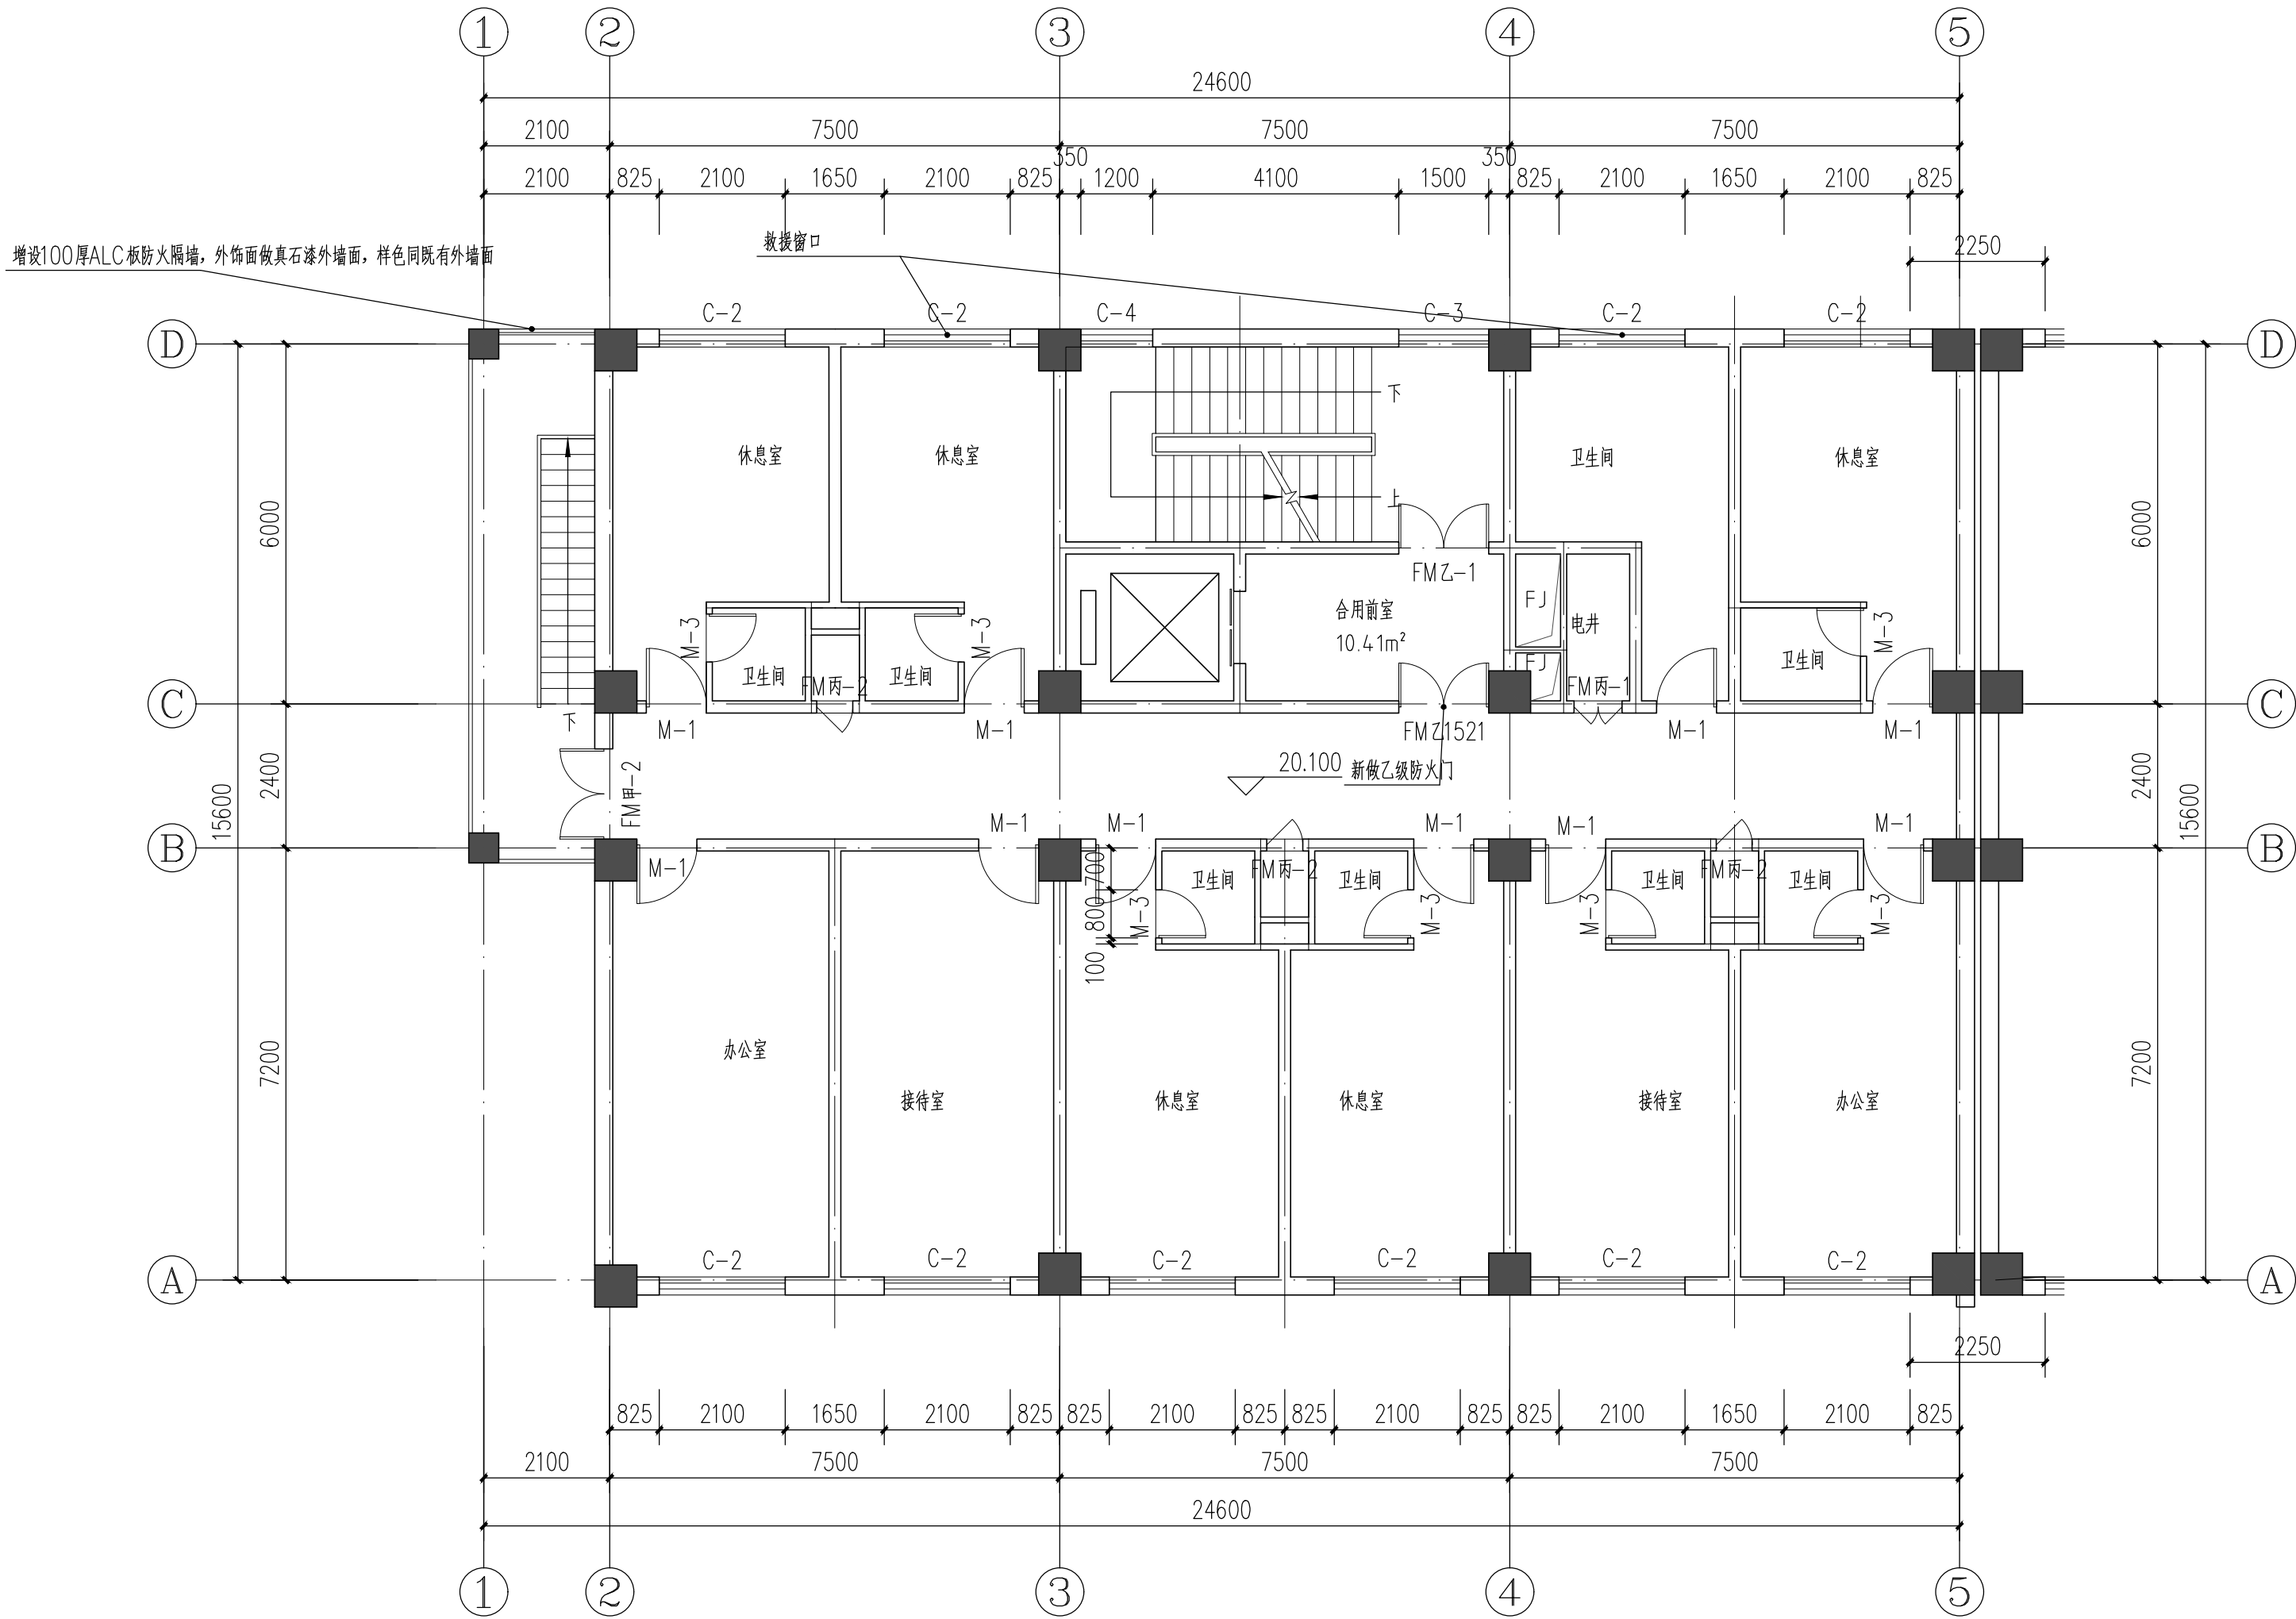 1 2 3 4 5
24600
2100 7500 7500 7500
350 350
2100 825 2100 1650 2100 825 1200 4100 1500 825 2100 1650 2100 825
增设100厚ALC板防火隔墙，外饰面做真石漆外墙面，样色同既有外墙面
救援窗口
2250
C-2 C-2 C-4 C-3 C-2 C-2
D D
下
休息室 休息室 卫生间 休息室
上
6000 6000
FM乙-1
合用前室 FJ 电井
10.41m²
M-3 M-3 M-3
卫生间 卫生间 FJ 卫生间
FM丙-2 FM丙-1
C C
下
M-1 M-1 FM乙1521 M-1 M-1
20.100 新做乙级防火门
2400 2400
FM甲-2
15600 15600
M-1 M-1 M-1 M-1 M-1
B B
M-1
700
FM丙-2 FM丙-2
卫生间 卫生间 卫生间 卫生间
800
M-3 M-3 M-3 M-3
100
办公室
7200 7200
接待室 休息室 休息室 接待室 办公室
C-2 C-2 C-2 C-2 C-2 C-2
A A
2250
825 2100 1650 2100 825 825 2100 825 825 2100 825 825 2100 1650 2100 825
2100 7500 7500 7500
24600
1 2 3 4 5